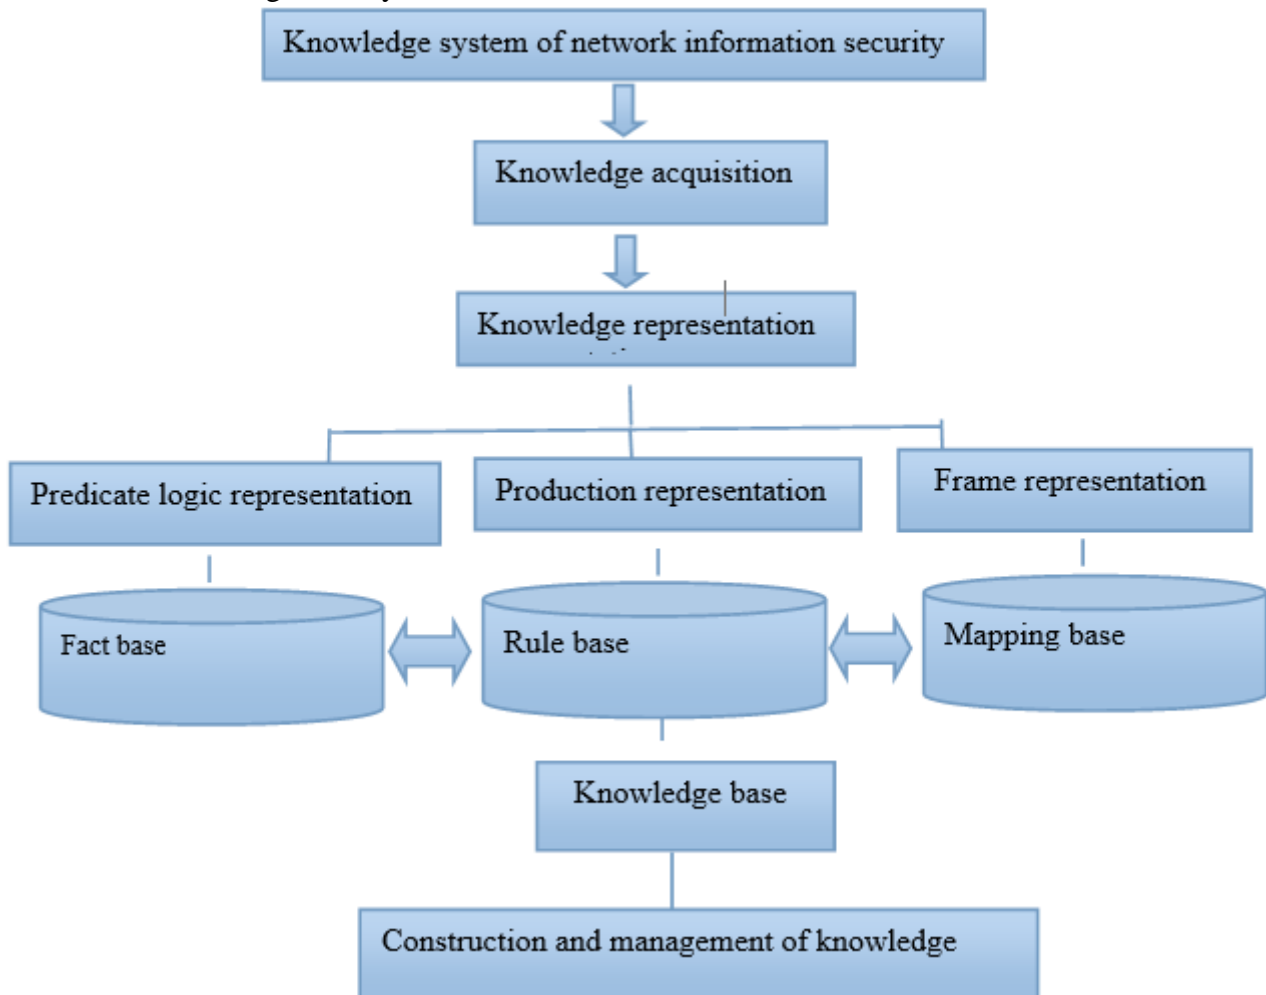 Knowledge system of network information security
Knowledge acquisition
Knowledge representation
Predicate logic representation
Production representation
Frame representation
Fact base
Rule base
Mapping base
Knowledge base
Construction and management of knowledge